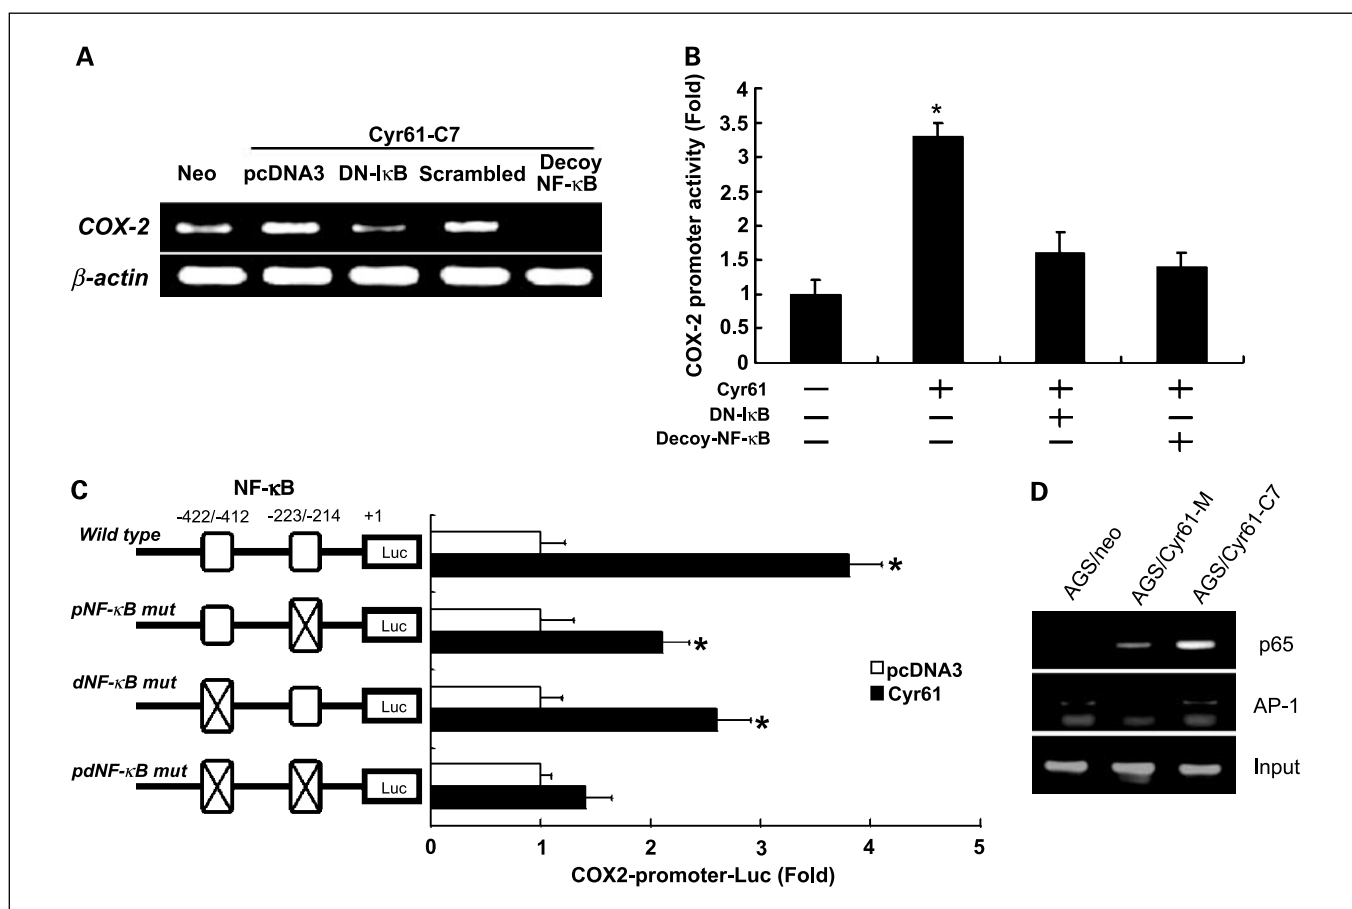 A
Cyr61-C7
Neo pcDNA3 DN-IκB Scrambled Decoy NF-κB
COX-2
β-actin
B
COX-2 promoter activity (Fold)
4
3.5
3
2.5
2
1.5
1
0.5
0
*
Cyr61 — + + +
DN-IκB — — + —
Decoy-NF-κB — — — +
C
NF-κB
-422/-412 -223/-214 +1
Wild type Luc *
pNF-κB mut Luc *
dNF-κB mut Luc *
pdNF-κB mut Luc
pcDNA3
Cyr61
0 1 2 3 4 5
COX2-promoter-Luc (Fold)
D
AGS/neo AGS/Cyr61-M AGS/Cyr61-C7
p65
AP-1
Input